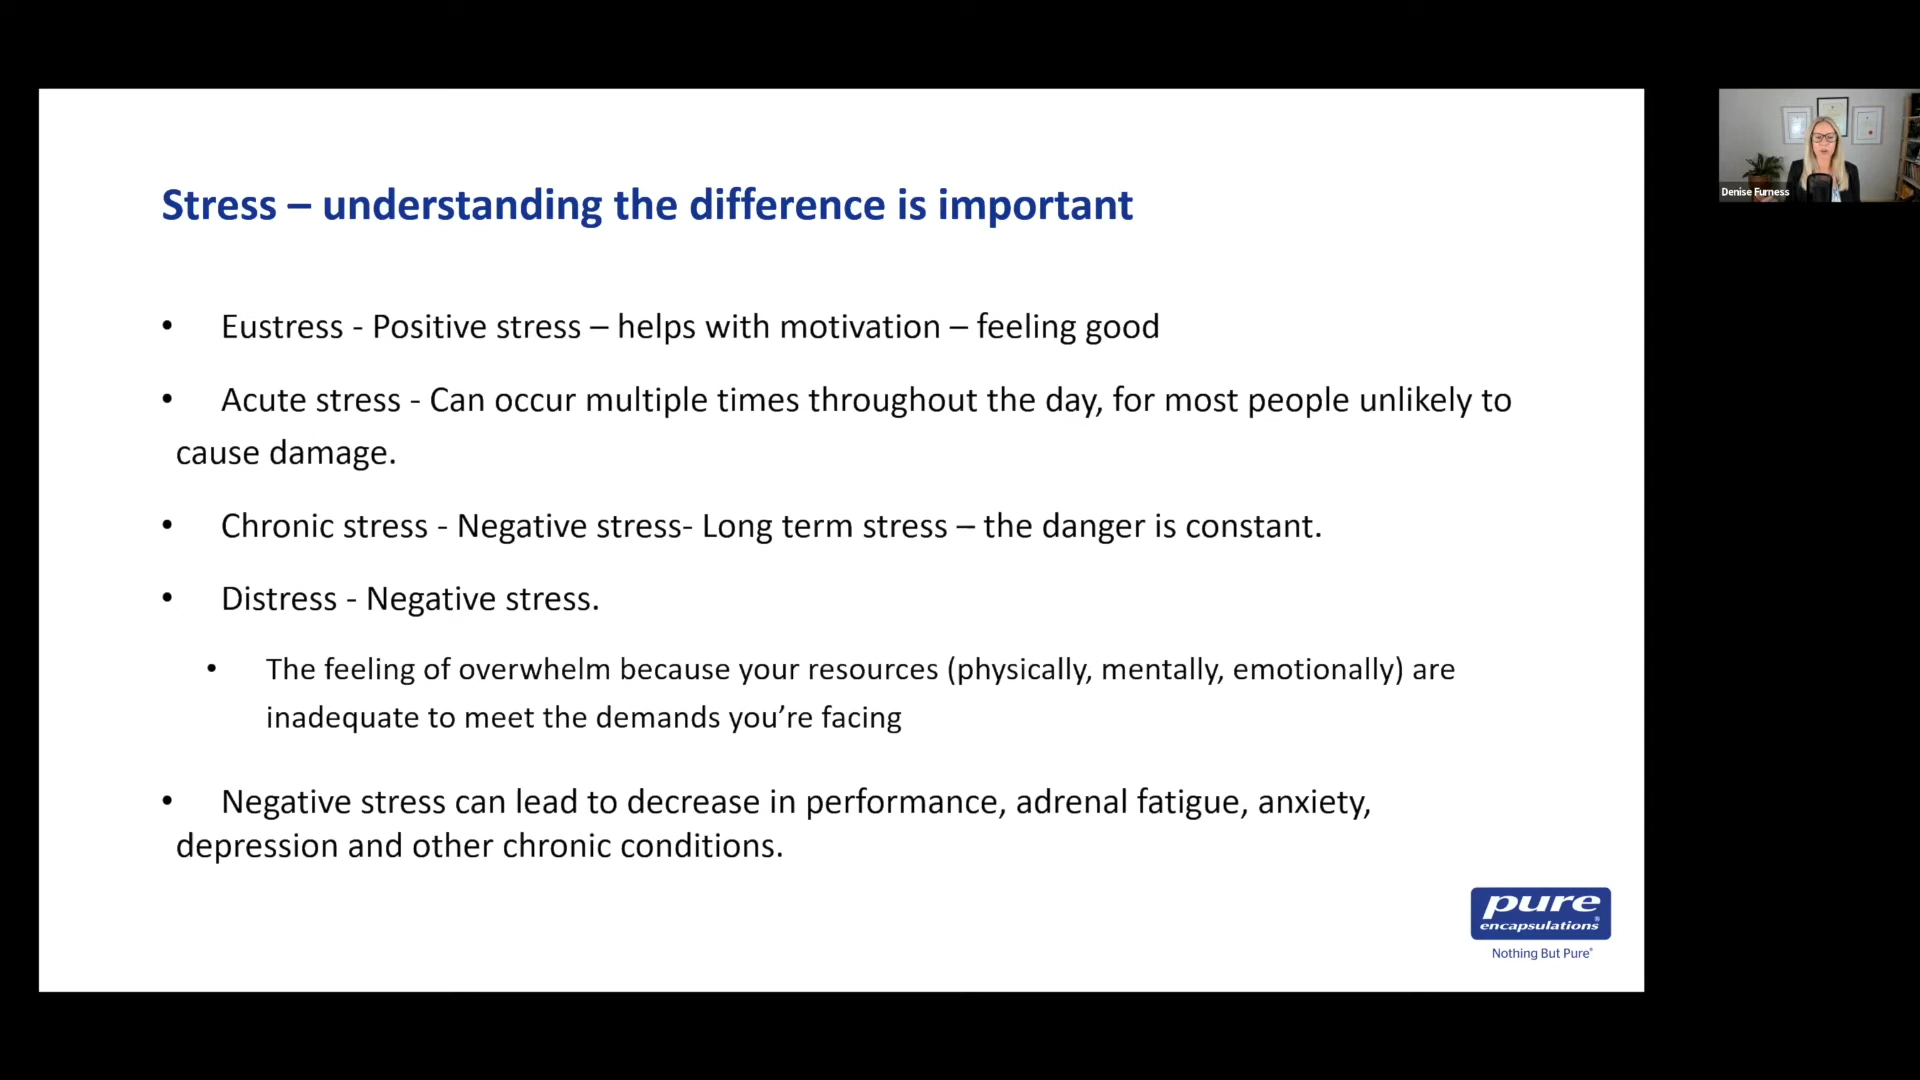 Stress – understanding the difference is important
• Eustress - Positive stress – helps with motivation – feeling good
• Acute stress - Can occur multiple times throughout the day, for most people unlikely to
cause damage.
• Chronic stress - Negative stress- Long term stress – the danger is constant.
• Distress - Negative stress.
• The feeling of overwhelm because your resources (physically, mentally, emotionally) are
inadequate to meet the demands you’re facing
• Negative stress can lead to decrease in performance, adrenal fatigue, anxiety,
depression and other chronic conditions.
pure
encapsulations®
Nothing But Pure®
Denise Furness